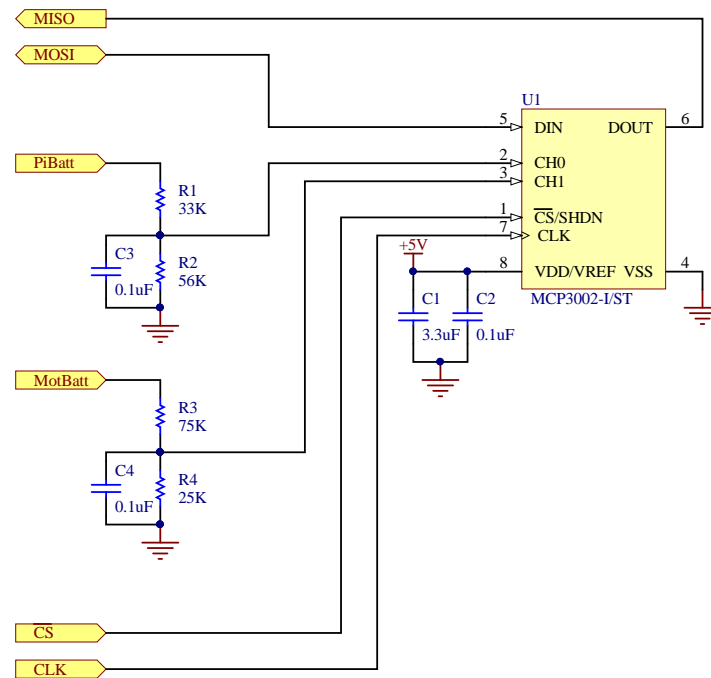 MISO
MOSI
U1
5
DIN
DOUT
6
PiBatt
2
CH0
3
CH1
R1
33K
1
CS/SHDN
7
CLK
C3
0.1uF
R2
56K
+5V
8
VDD/VREF
VSS
4
MCP3002-I/ST
C1
3.3uF
C2
0.1uF
MotBatt
R3
75K
C4
0.1uF
R4
25K
CS
CLK